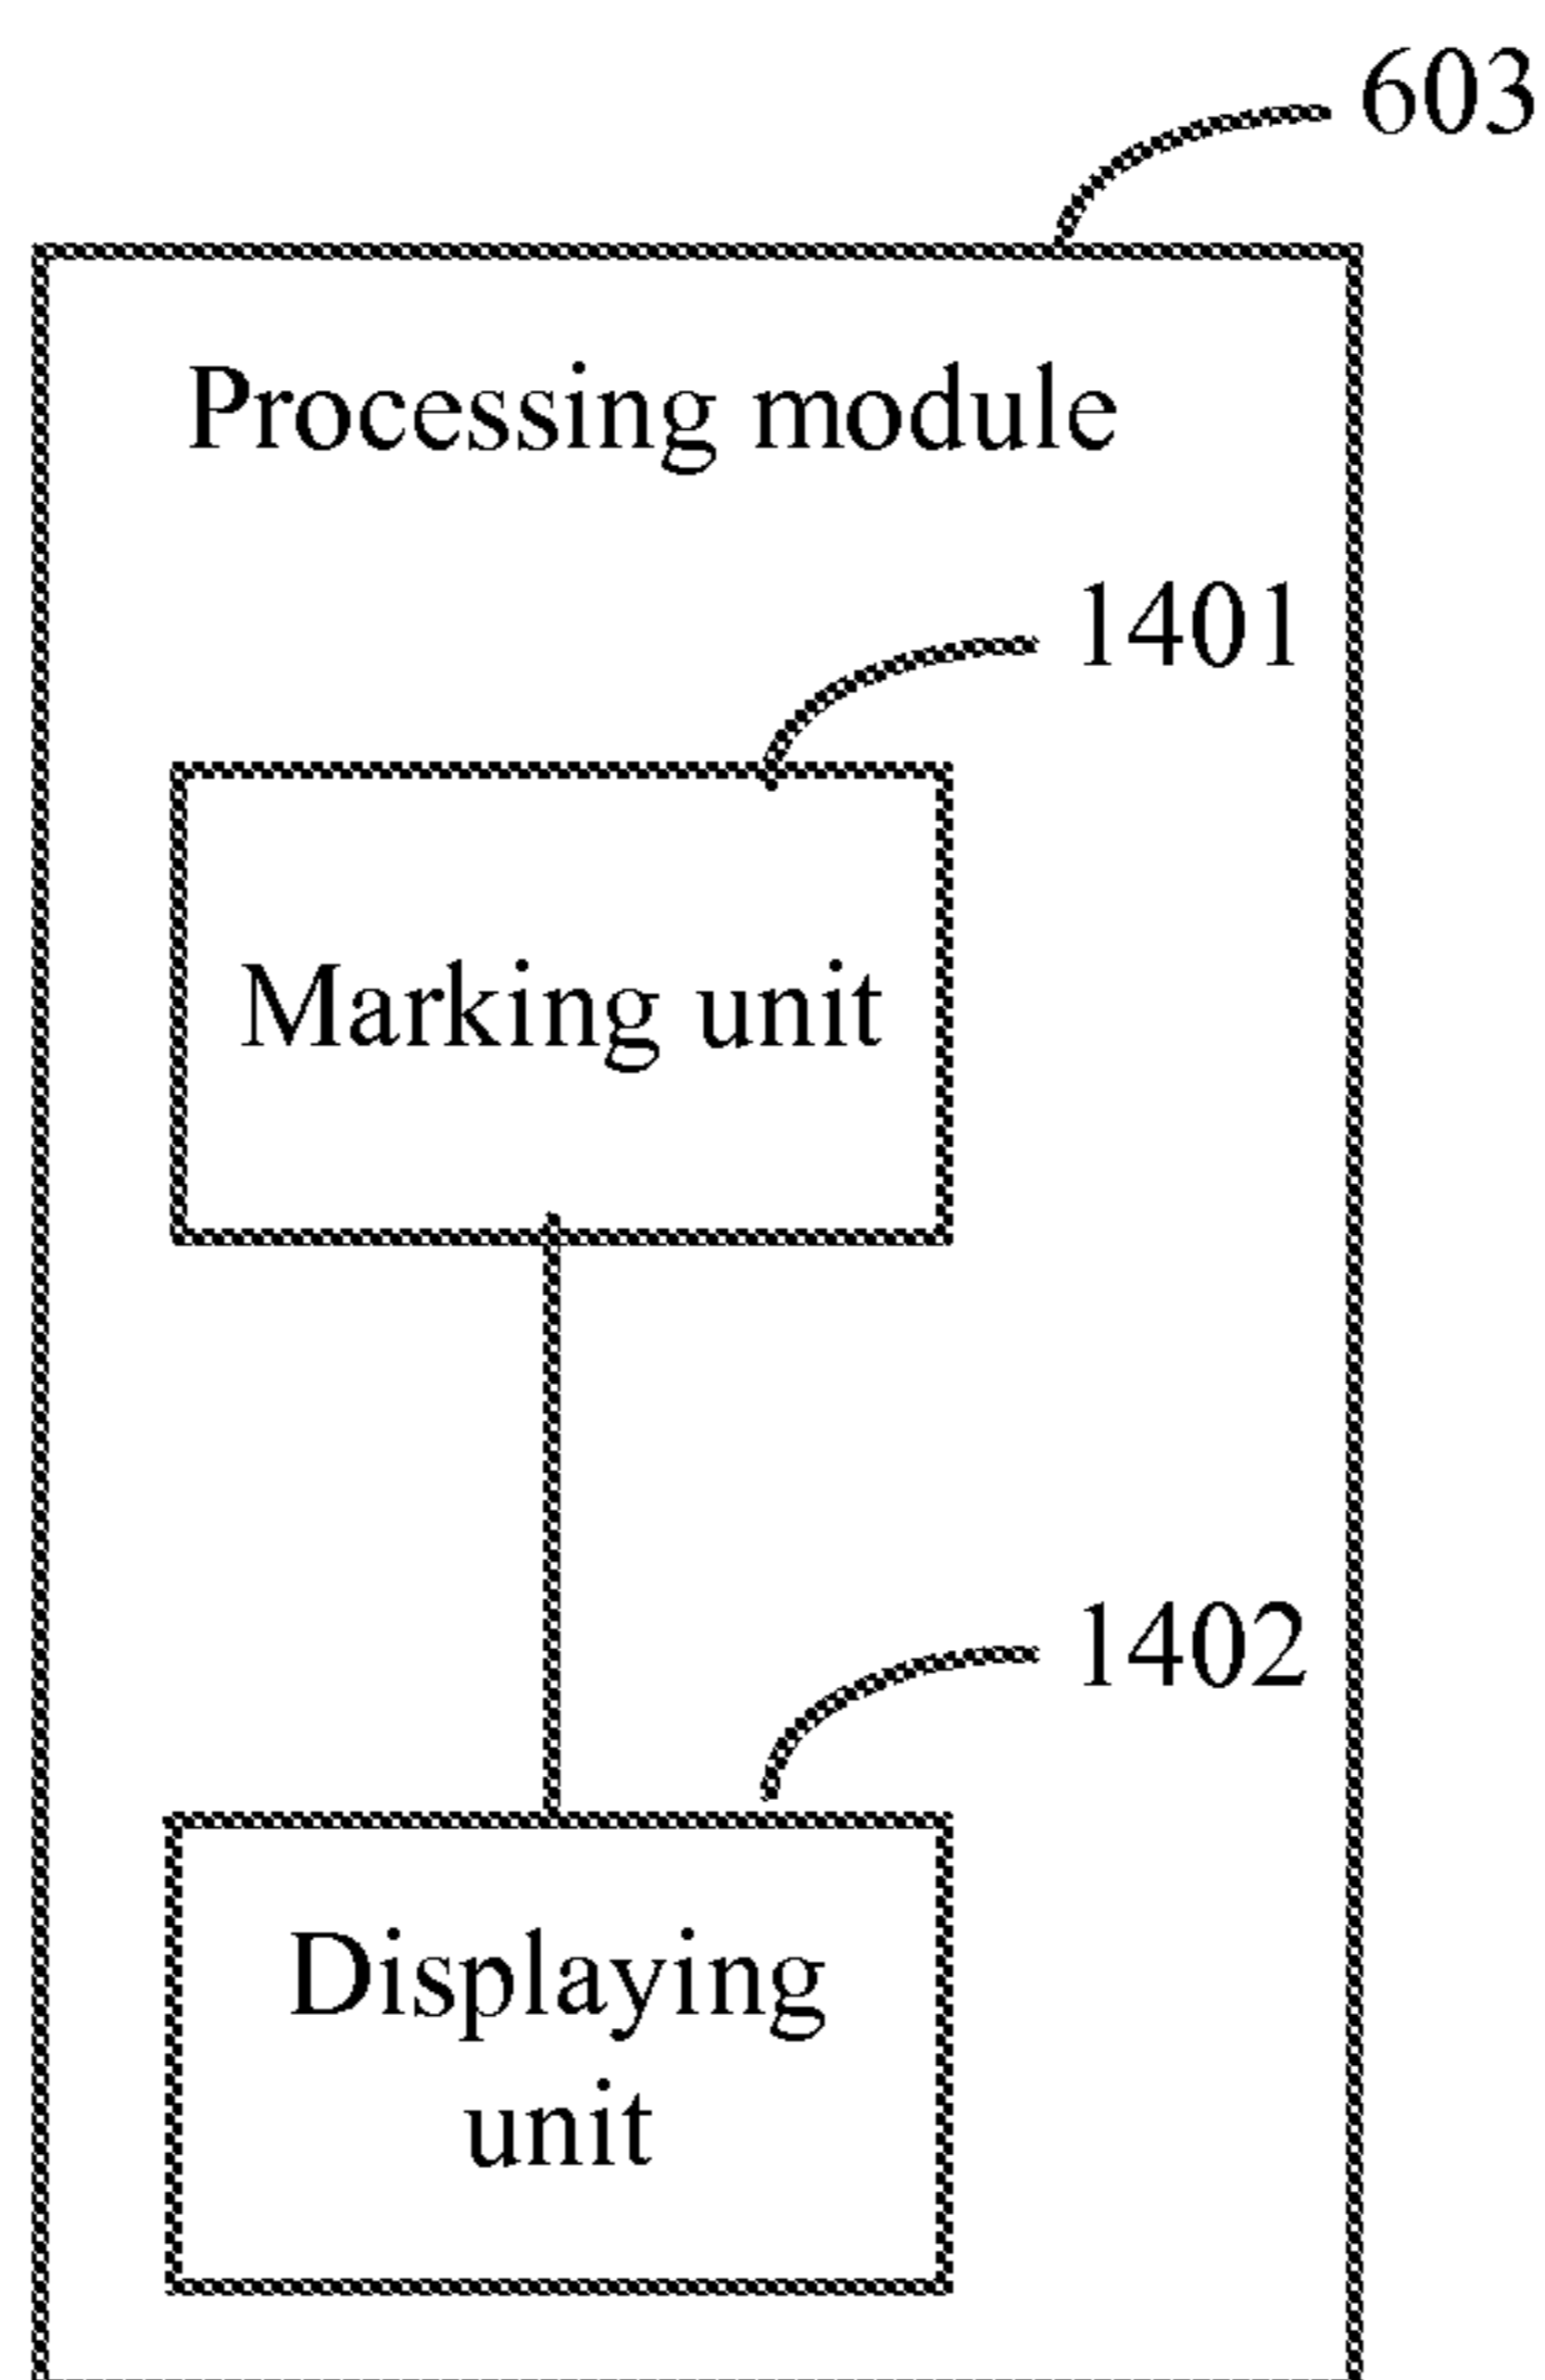 603
Processing module
1401
Marking unit
1402
Displaying
unit